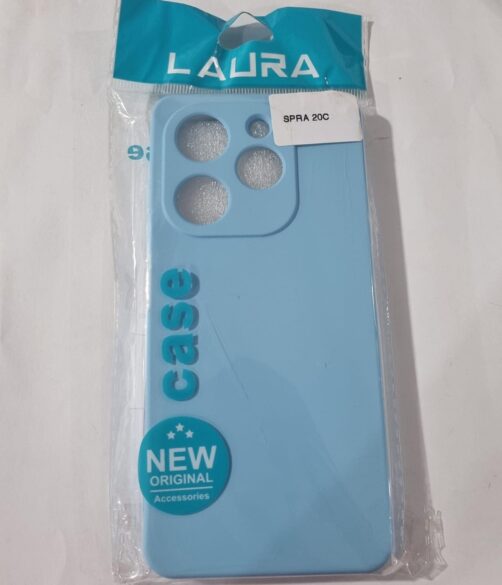 LAURA
SPRA 20C
case
NEW
ORIGINAL
Accessories